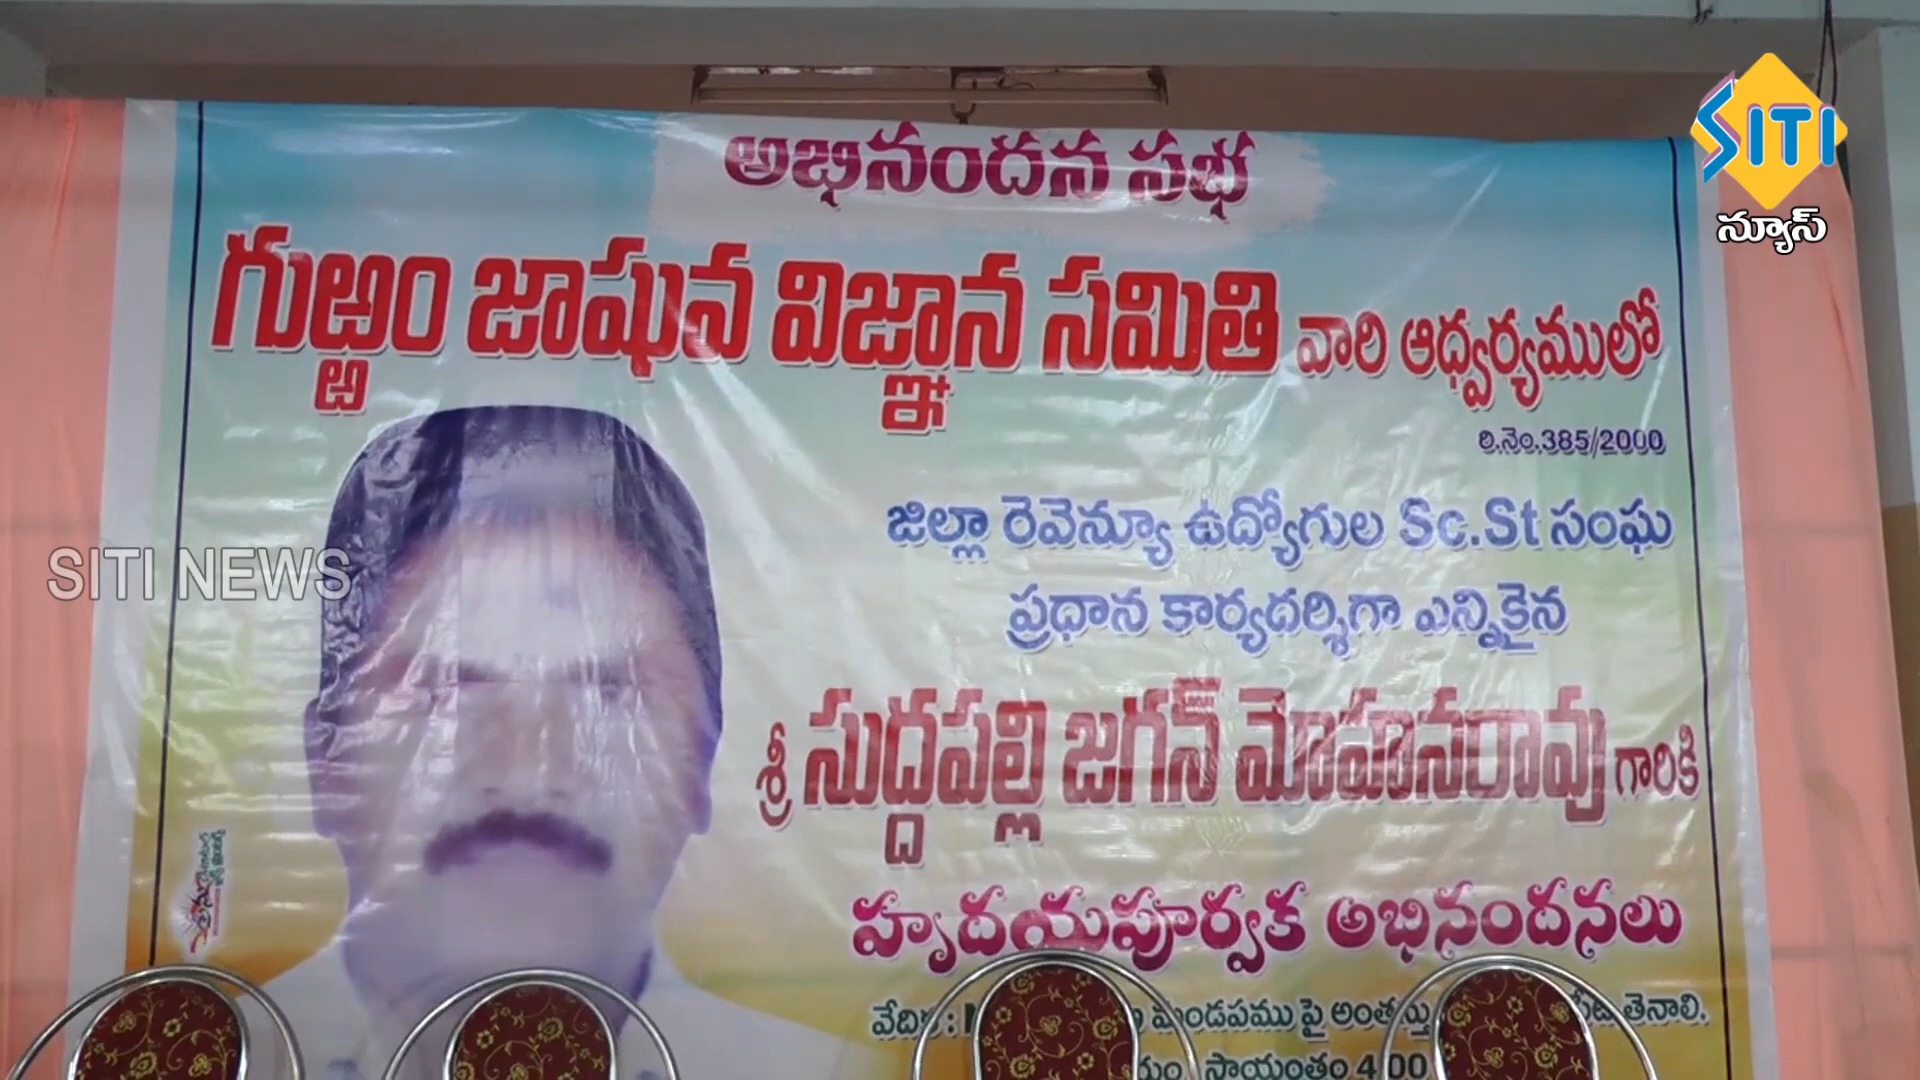 SITI
న్యూస్
అభినందన సభ
గుఱ్ఱం జాషువ విజ్ఞాన సమితి వారి ఆధ్వర్యములో
రి.నెం.385/2000
జిల్లా రెవెన్యూ ఉద్యోగుల Sc.St సంఘ
SITI NEWS
ప్రధాన కార్యదర్శిగా ఎన్నికైన
శ్రీ సుద్దపల్లి జగన్ మోహనరావు గారికి
హృదయపూర్వక అభినందనలు
మండపము పై అంతస్తు తెనాలి.
సాయంతం 4